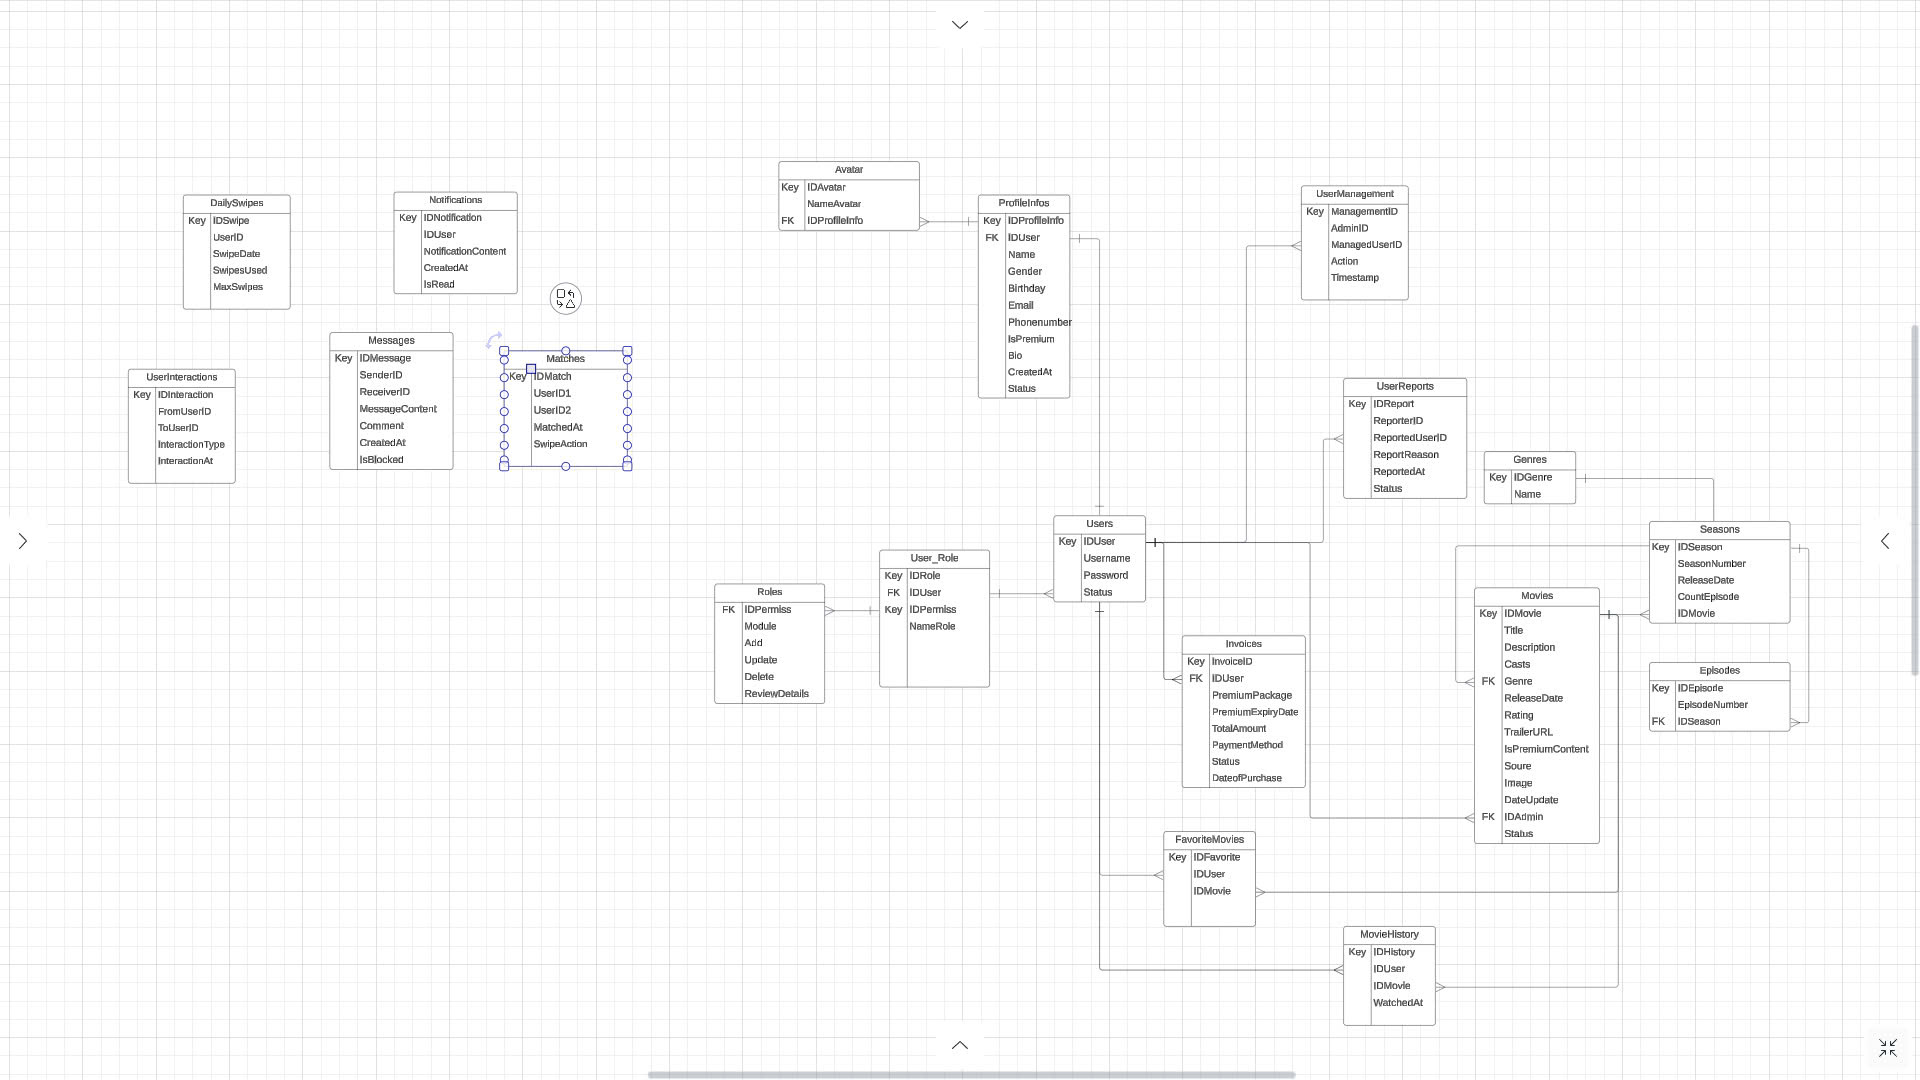 DailySwipes
Key IDSwipe
UserID
SwipeDate
SwipesUsed
MaxSwipes
Notifications
Key IDNotification
IDUser
NotificationContent
CreatedAt
IsRead
UserInteractions
Key IDInteraction
FromUserID
ToUserID
InteractionType
InteractionAt
Messages
Key IDMessage
SenderID
ReceiverID
MessageContent
Comment
CreatedAt
IsBlocked
Matches
Key IDMatch
UserID1
UserID2
MatchedAt
SwipeAction
Avatar
Key IDAvatar
NameAvatar
FK IDProfileInfo
ProfileInfos
Key IDProfileInfo
FK IDUser
Name
Gender
Birthday
Email
Phonenumber
IsPremium
Bio
CreatedAt
Status
UserManagement
Key ManagementID
AdminID
ManagedUserID
Action
Timestamp
UserReports
Key IDReport
ReporterID
ReportedUserID
ReportReason
ReportedAt
Status
Genres
Key IDGenre
Name
Seasons
Key IDSeason
SeasonNumber
ReleaseDate
CountEpisode
IDMovie
Users
Key IDUser
Username
Password
Status
User_Role
Key IDRole
FK IDUser
Key IDPermiss
NameRole
Roles
FK IDPermiss
Module
Add
Update
Delete
ReviewDetails
Invoices
Key InvoiceID
FK IDUser
PremiumPackage
PremiumExpiryDate
TotalAmount
PaymentMethod
Status
DateofPurchase
Movies
Key IDMovie
Title
Description
Casts
FK Genre
ReleaseDate
Rating
TrailerURL
IsPremiumContent
Soure
Image
DateUpdate
FK IDAdmin
Status
Episodes
Key IDEpisode
EpisodeNumber
FK IDSeason
FavoriteMovies
Key IDFavorite
IDUser
IDMovie
MovieHistory
Key IDHistory
IDUser
IDMovie
WatchedAt